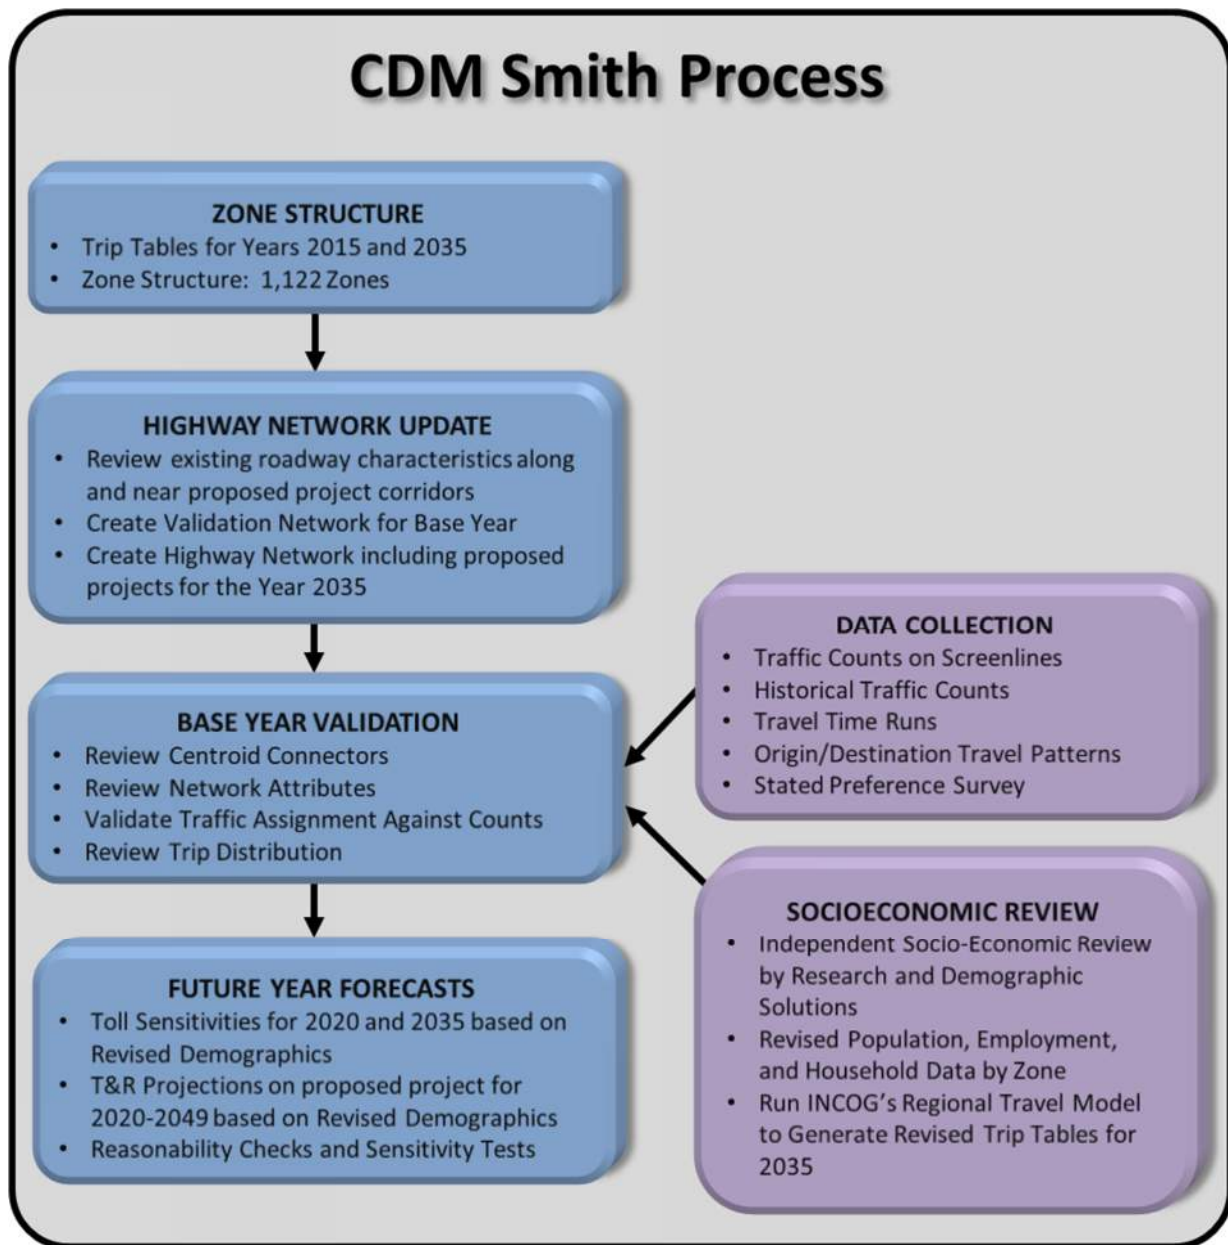 CDM Smith Process
ZONE STRUCTURE
• Trip Tables for Years 2015 and 2035
• Zone Structure: 1,122 Zones
HIGHWAY NETWORK UPDATE
• Review existing roadway characteristics along
and near proposed project corridors
• Create Validation Network for Base Year
• Create Highway Network including proposed
projects for the Year 2035
BASE YEAR VALIDATION
• Review Centroid Connectors
• Review Network Attributes
• Validate Traffic Assignment Against Counts
• Review Trip Distribution
FUTURE YEAR FORECASTS
• Toll Sensitivities for 2020 and 2035 based on
Revised Demographics
• T&R Projections on proposed project for
2020-2049 based on Revised Demographics
• Reasonability Checks and Sensitivity Tests
DATA COLLECTION
• Traffic Counts on Screenlines
• Historical Traffic Counts
• Travel Time Runs
• Origin/Destination Travel Patterns
• Stated Preference Survey
SOCIOECONOMIC REVIEW
• Independent Socio-Economic Review
by Research and Demographic
Solutions
• Revised Population, Employment,
and Household Data by Zone
• Run INCOG's Regional Travel Model
to Generate Revised Trip Tables for
2035